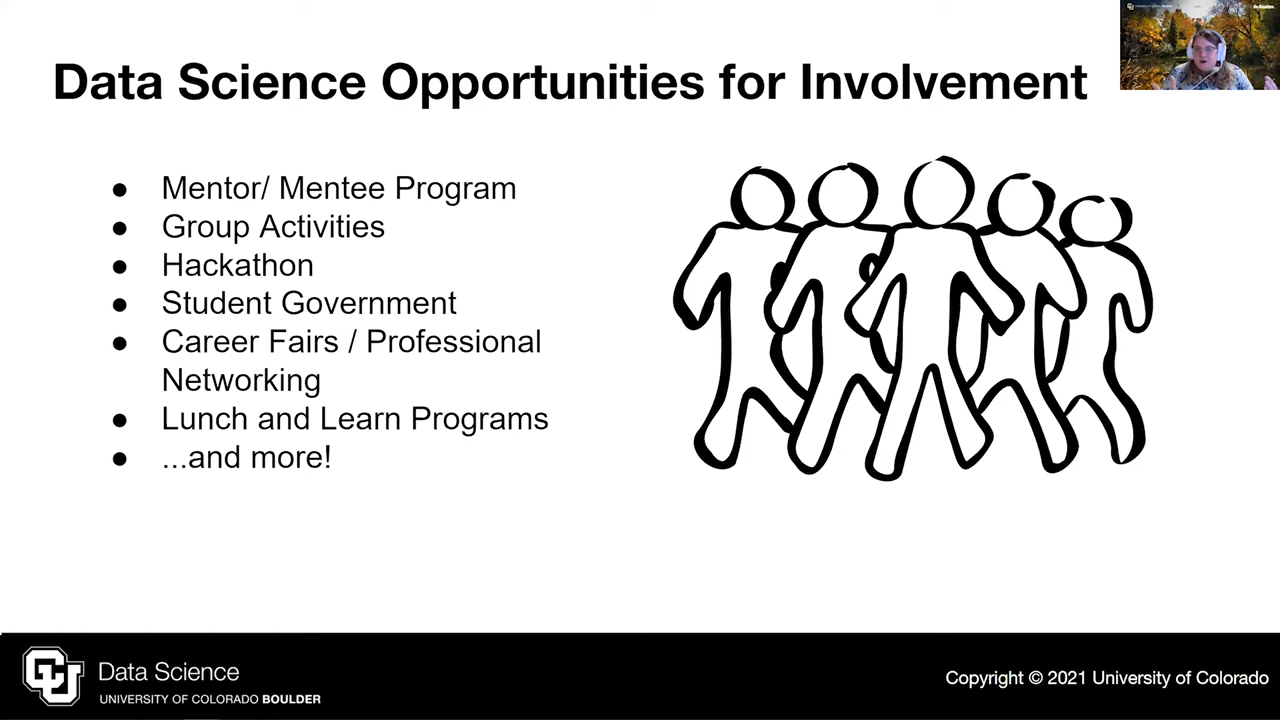 Data Science Opportunities for Involvement
● Mentor/ Mentee Program
● Group Activities
● Hackathon
● Student Government
● Career Fairs / Professional
Networking
● Lunch and Learn Programs
● ...and more!
CU
Data Science
UNIVERSITY OF COLORADO BOULDER
Copyright © 2021 University of Colorado